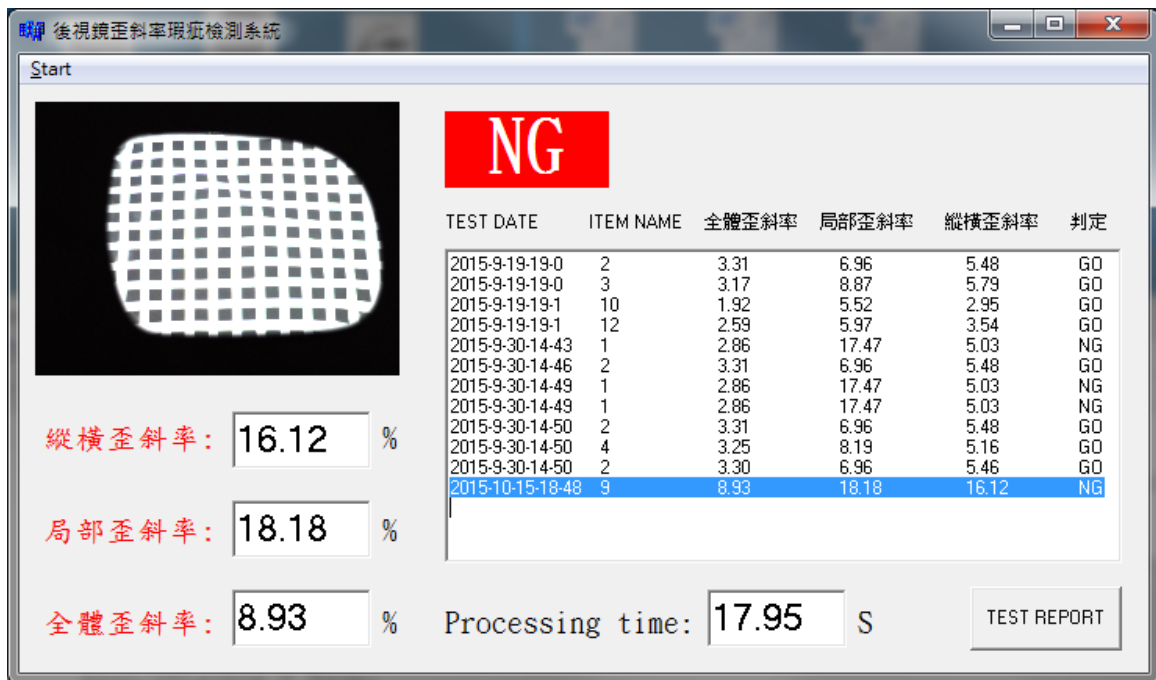 後視鏡歪斜率瑕疵檢測系統
Start
NG
TEST DATE ITEM NAME 全體歪斜率 局部歪斜率 縱橫歪斜率 判定
2015-9-19-19-0 2 3.31 6.96 5.48 GO
2015-9-19-19-0 3 3.17 8.87 5.79 GO
2015-9-19-19-1 10 1.92 5.52 2.95 GO
2015-9-19-19-1 12 2.59 5.97 3.54 GO
2015-9-30-14-43 1 2.86 17.47 5.03 NG
2015-9-30-14-46 2 3.31 6.96 5.48 GO
2015-9-30-14-49 1 2.86 17.47 5.03 NG
2015-9-30-14-49 1 2.86 17.47 5.03 NG
2015-9-30-14-50 2 3.31 6.96 5.48 GO
2015-9-30-14-50 4 3.25 8.19 5.16 GO
2015-9-30-14-50 2 3.30 6.96 5.46 GO
2015-10-15-18-48 9 8.93 18.18 16.12 NG
縱橫歪斜率: 16.12 %
局部歪斜率: 18.18 %
全體歪斜率: 8.93 %
Processing time: 17.95 S
TEST REPORT